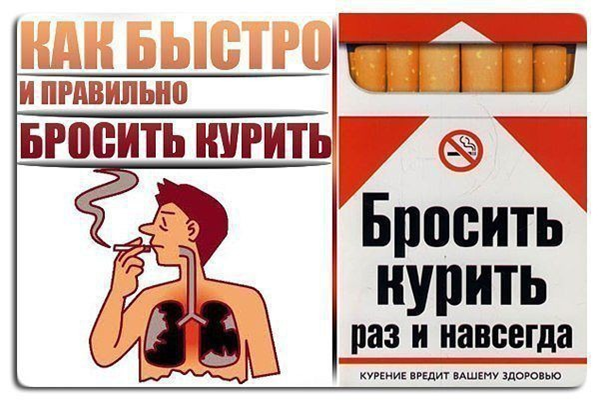 КАК БЫСТРО
И ПРАВИЛЬНО
БРОСИТЬ КУРИТЬ
Бросить
курить
раз и навсегда
КУРЕНИЕ ВРЕДИТ ВАШЕМУ ЗДОРОВЬЮ